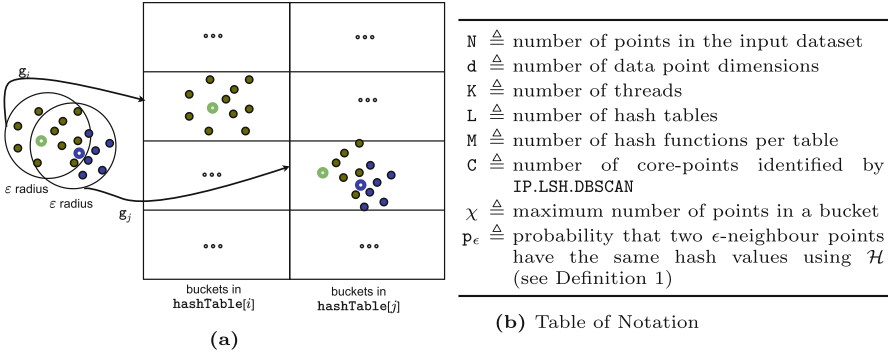 g_i
ε radius
ε radius
g_j
buckets in
hashTable[i]
buckets in
hashTable[j]
(a)
N ≜ number of points in the input dataset
d ≜ number of data point dimensions
K ≜ number of threads
L ≜ number of hash tables
M ≜ number of hash functions per table
C ≜ number of core-points identified by
IP.LSH.DBSCAN
χ ≜ maximum number of points in a bucket
p_ϵ ≜ probability that two ϵ-neighbour points
have the same hash values using ℋ
(see Definition 1)
(b) Table of Notation